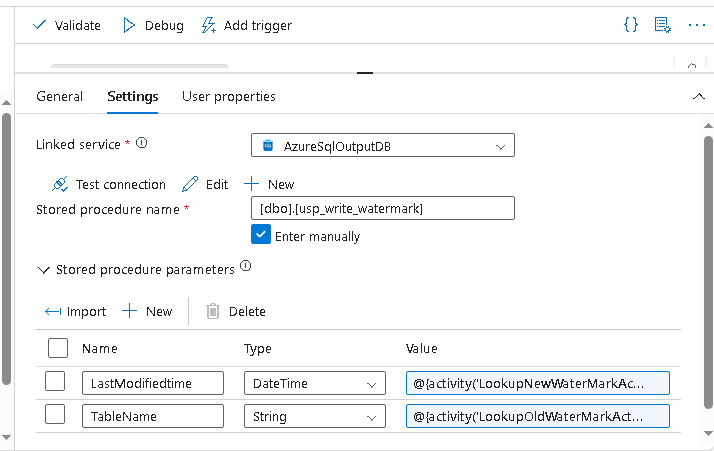 Validate Debug Add trigger
General Settings User properties
Linked service * AzureSqlOutputDB
Test connection Edit New
Stored procedure name * [dbo].[usp_write_watermark]
Enter manually
Stored procedure parameters
Import New Delete
Name Type Value
LastModifiedtime DateTime @{activity('LookupNewWaterMarkAc...
TableName String @{activity('LookupOldWaterMarkAct...